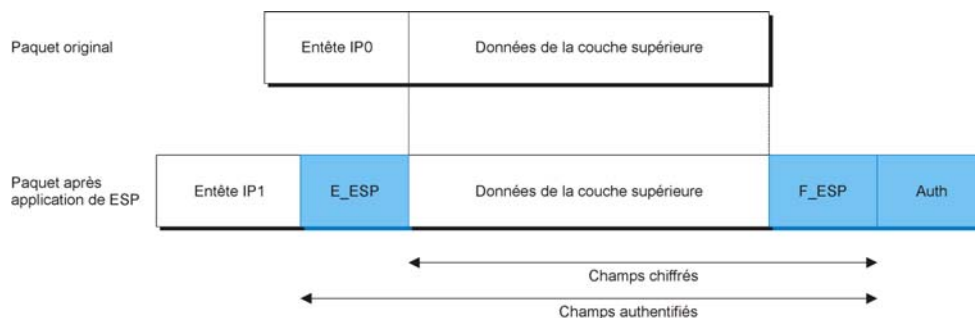 Paquet original
Entête IP0
Données de la couche supérieure
Paquet après
application de ESP
Entête IP1
E_ESP
Données de la couche supérieure
F_ESP
Auth
Champs chiffrés
Champs authentifiés